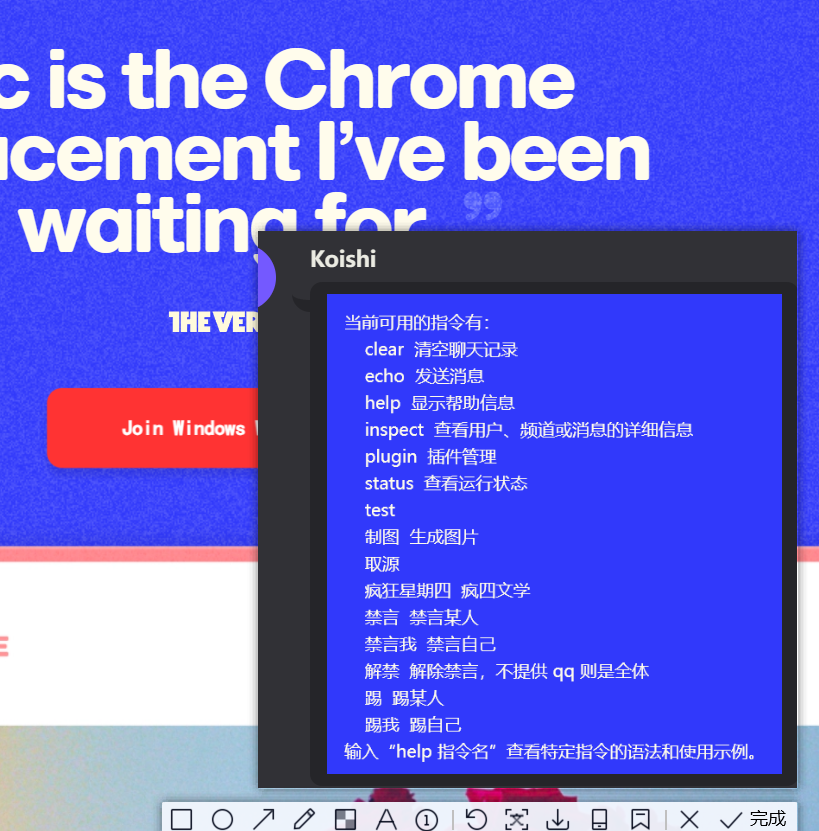 c is the Chrome
acement I’ve been
waiting for ”
THE VER
Join Windows
Koishi
当前可用的指令有：
clear 清空聊天记录
echo 发送消息
help 显示帮助信息
inspect 查看用户、频道或消息的详细信息
plugin 插件管理
status 查看运行状态
test
制图 生成图片
取源
疯狂星期四 疯四文学
禁言 禁言某人
禁言我 禁言自己
解禁 解除禁言，不提供 qq 则是全体
踢 踢某人
踢我 踢自己
输入“help 指令名”查看特定指令的语法和使用示例。
完成